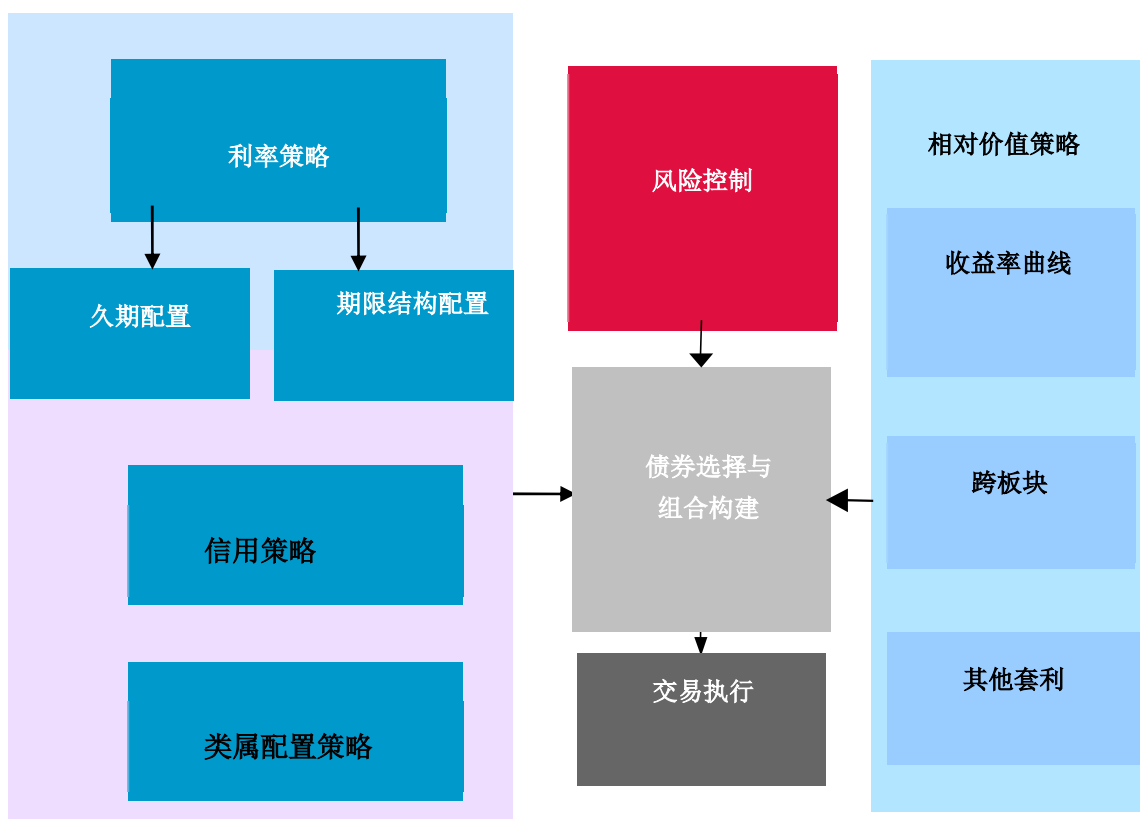 利率策略
久期配置
期限结构配置
信用策略
类属配置策略
风险控制
债券选择与
组合构建
交易执行
相对价值策略
收益率曲线
跨板块
其他套利